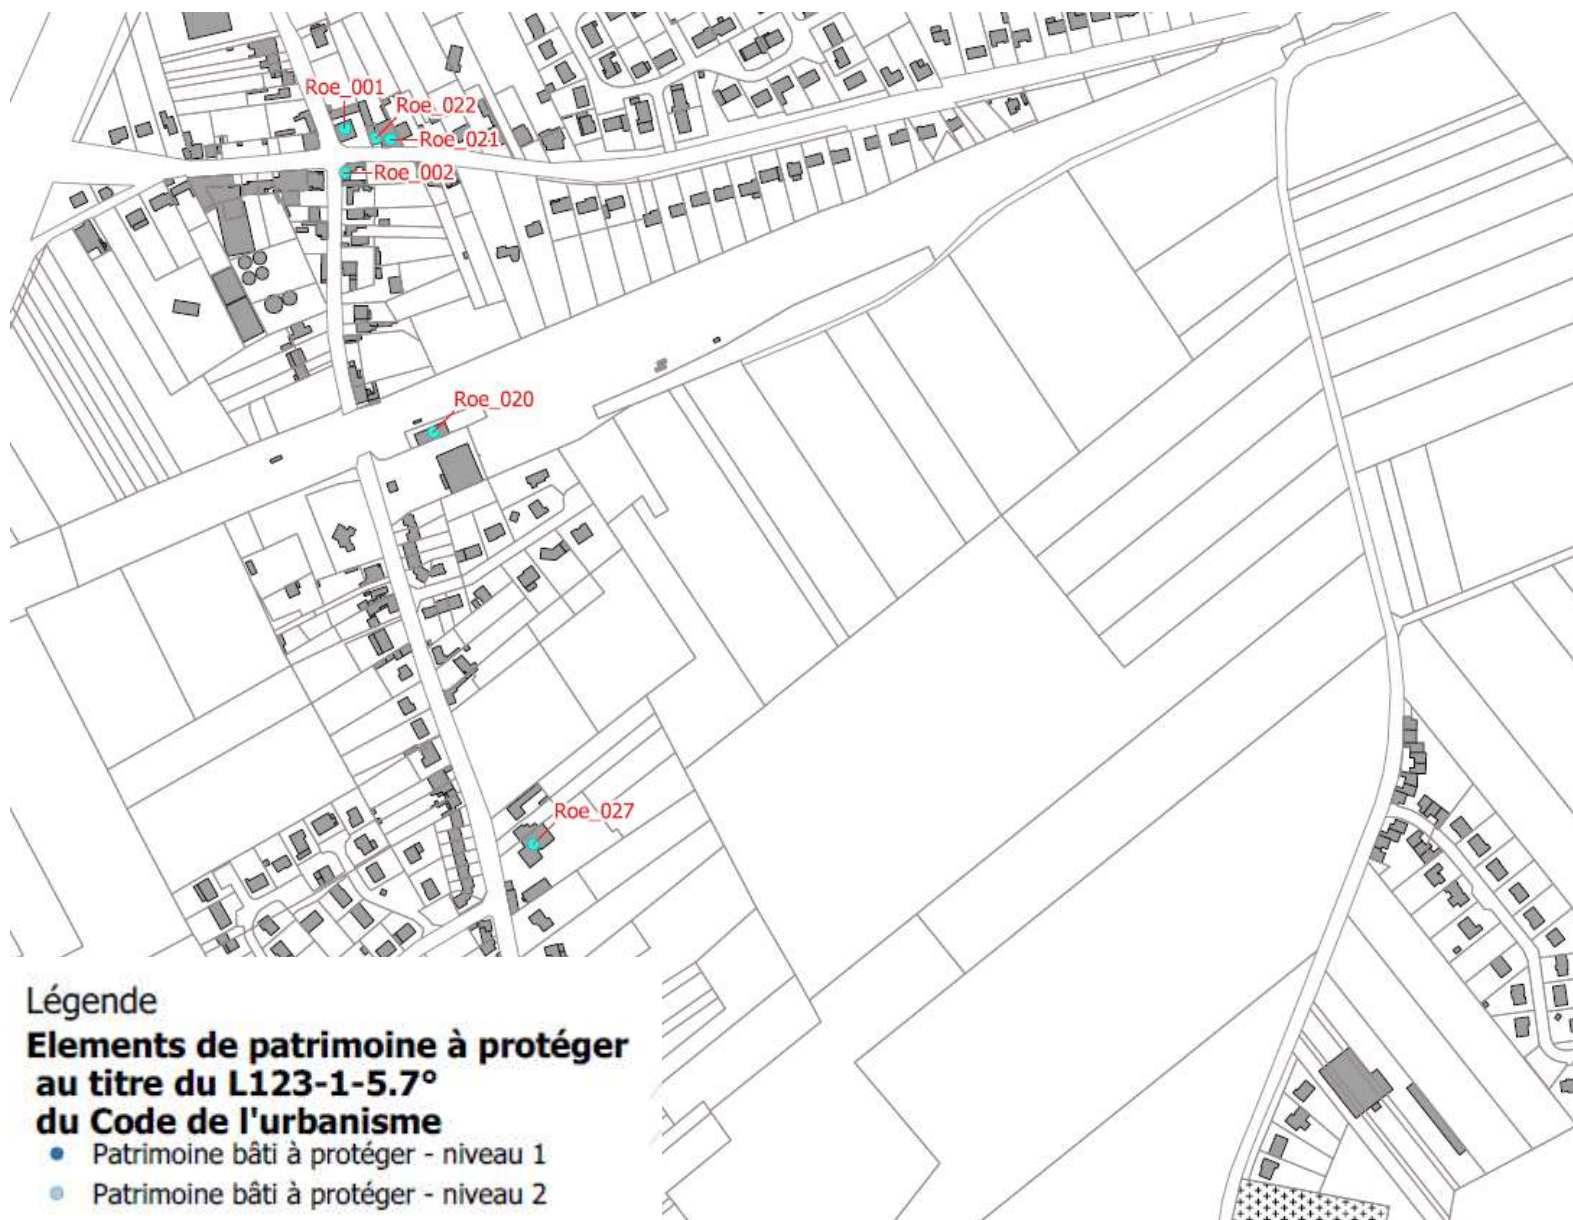 Roe_001
Roe_022
Roe_021
Roe_002
Roe_020
Roe_027
Légende
Elements de patrimoine à protéger
au titre du L123-1-5.7°
du Code de l'urbanisme
Patrimoine bâti à protéger - niveau 1
Patrimoine bâti à protéger - niveau 2